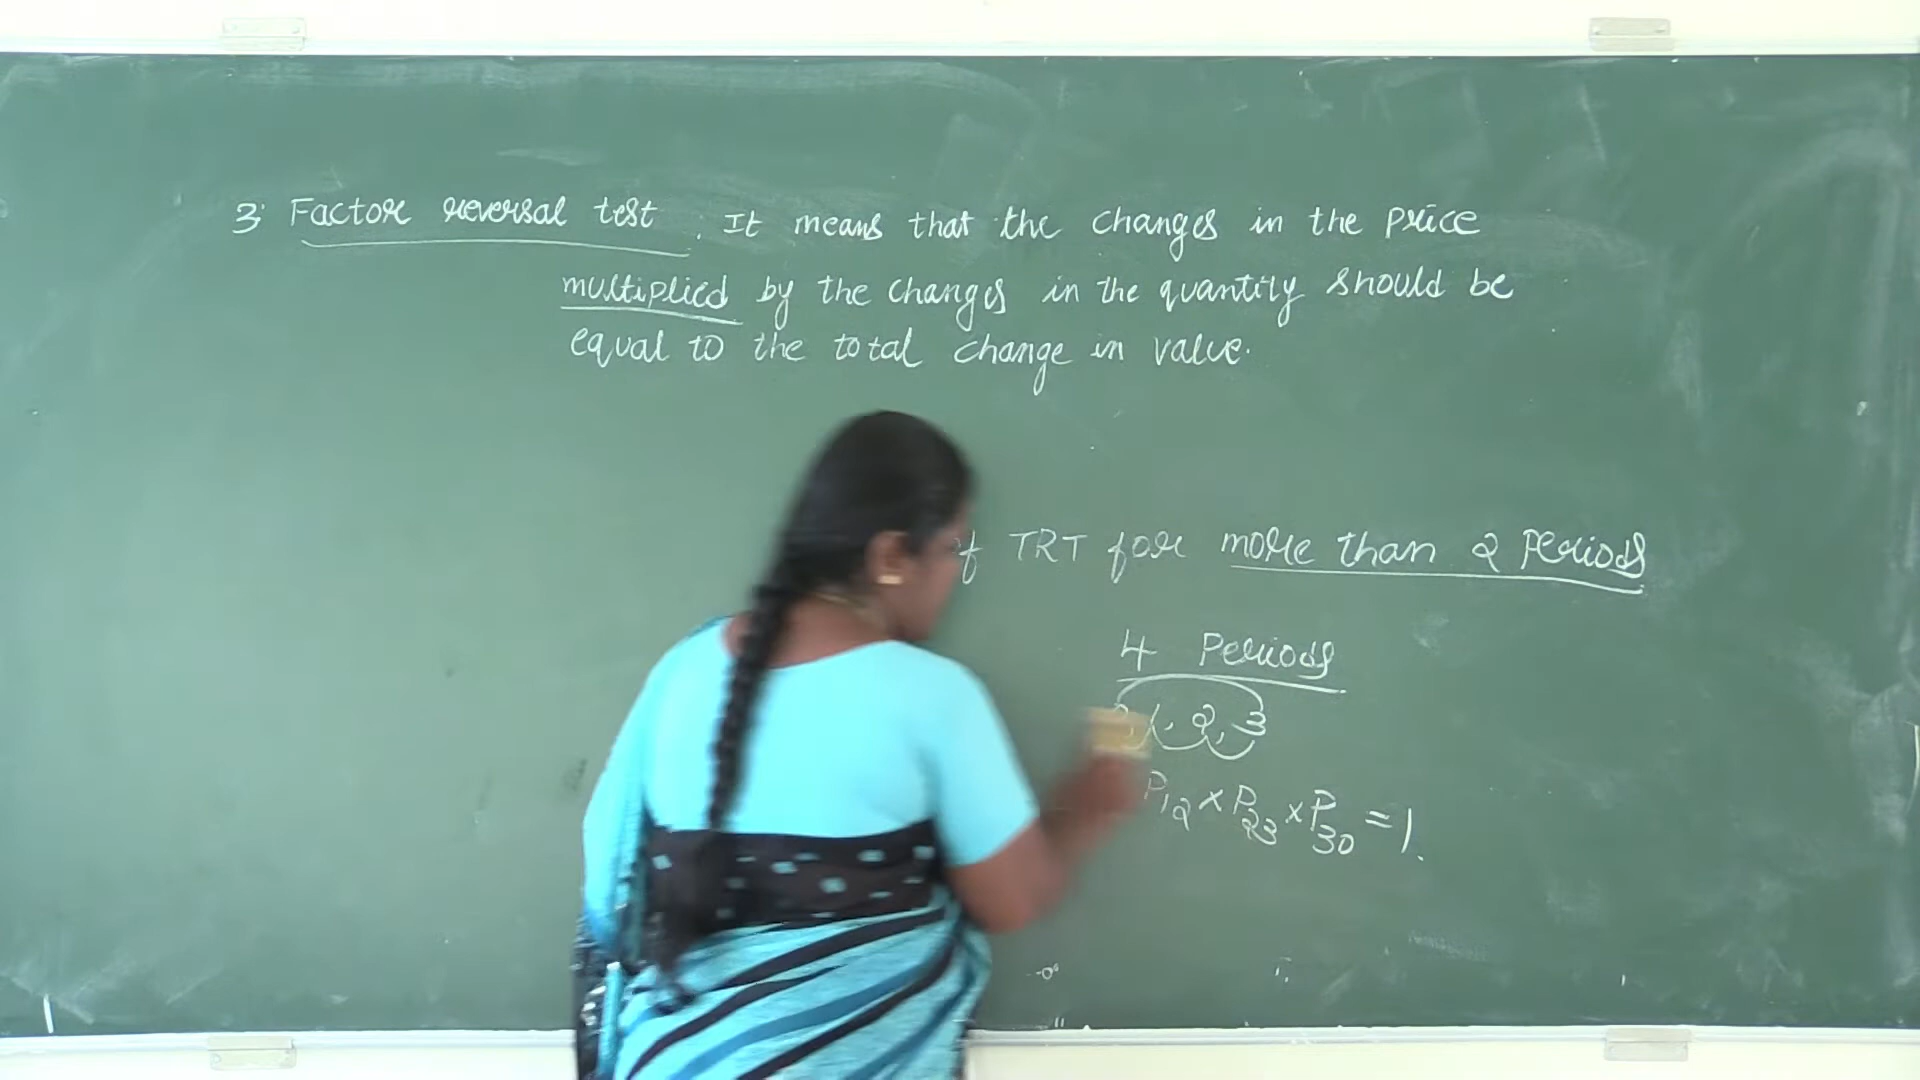 3. Factor reversal test. It means that the changes in the price
multiplied by the changes in the quantity should be
equal to the total change in value.
of TRT for more than 2 Periods
4 Periods
1, 2, 3
P12 × P23 × P30 = 1.